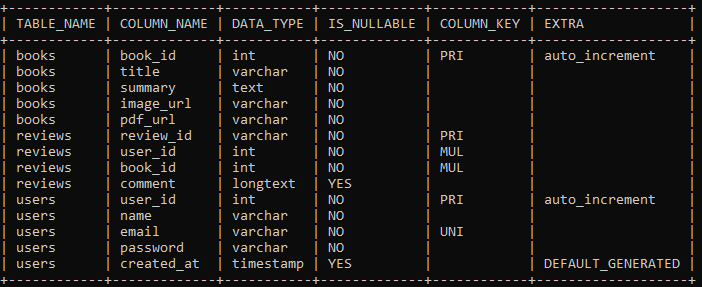 +------------+-------------+-----------+-------------+------------+-------------------+
| TABLE_NAME | COLUMN_NAME | DATA_TYPE | IS_NULLABLE | COLUMN_KEY | EXTRA             |
+------------+-------------+-----------+-------------+------------+-------------------+
| books      | book_id     | int       | NO          | PRI        | auto_increment    |
| books      | title       | varchar   | NO          |            |                   |
| books      | summary     | text      | NO          |            |                   |
| books      | image_url   | varchar   | NO          |            |                   |
| books      | pdf_url     | varchar   | NO          |            |                   |
| reviews    | review_id   | varchar   | NO          | PRI        |                   |
| reviews    | user_id     | int       | NO          | MUL        |                   |
| reviews    | book_id     | int       | NO          | MUL        |                   |
| reviews    | comment     | longtext  | YES         |            |                   |
| users      | user_id     | int       | NO          | PRI        | auto_increment    |
| users      | name        | varchar   | NO          |            |                   |
| users      | email       | varchar   | NO          | UNI        |                   |
| users      | password    | varchar   | NO          |            |                   |
| users      | created_at  | timestamp | YES         |            | DEFAULT_GENERATED |
+------------+-------------+-----------+-------------+------------+-------------------+